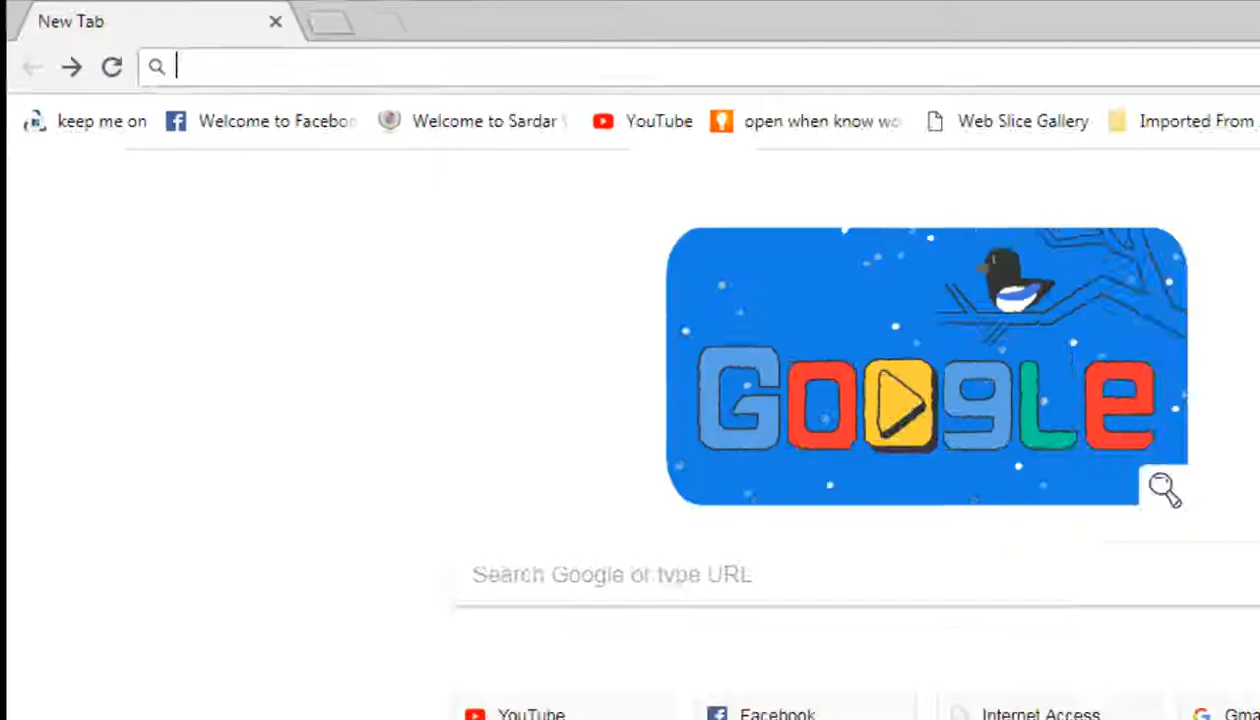 New Tab
keep me on Welcome to Facebo Welcome to Sardar YouTube open when know Web Slice Gallery Imported From
Google
Search Google or type URL
YouTube Facebook Internet Access